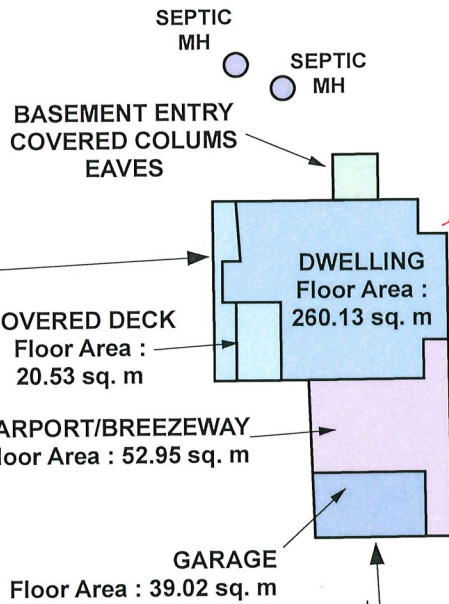 SEPTIC
MH
SEPTIC
MH
BASEMENT ENTRY
COVERED COLUMS
EAVES
DWELLING
Floor Area :
260.13 sq. m
OVERED DECK
Floor Area :
20.53 sq. m
ARPORT/BREEZEWAY
loor Area : 52.95 sq. m
GARAGE
Floor Area : 39.02 sq. m